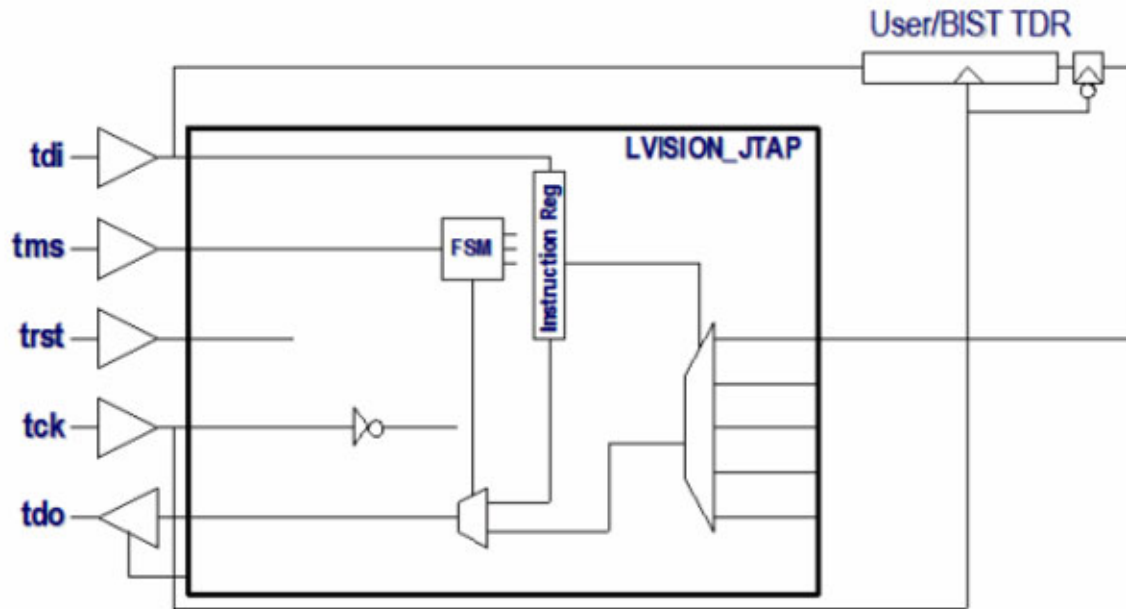 User/BIST TDR
LVISION_JTAP
tdi
Instruction Reg
tms
FSM
trst
tck
tdo